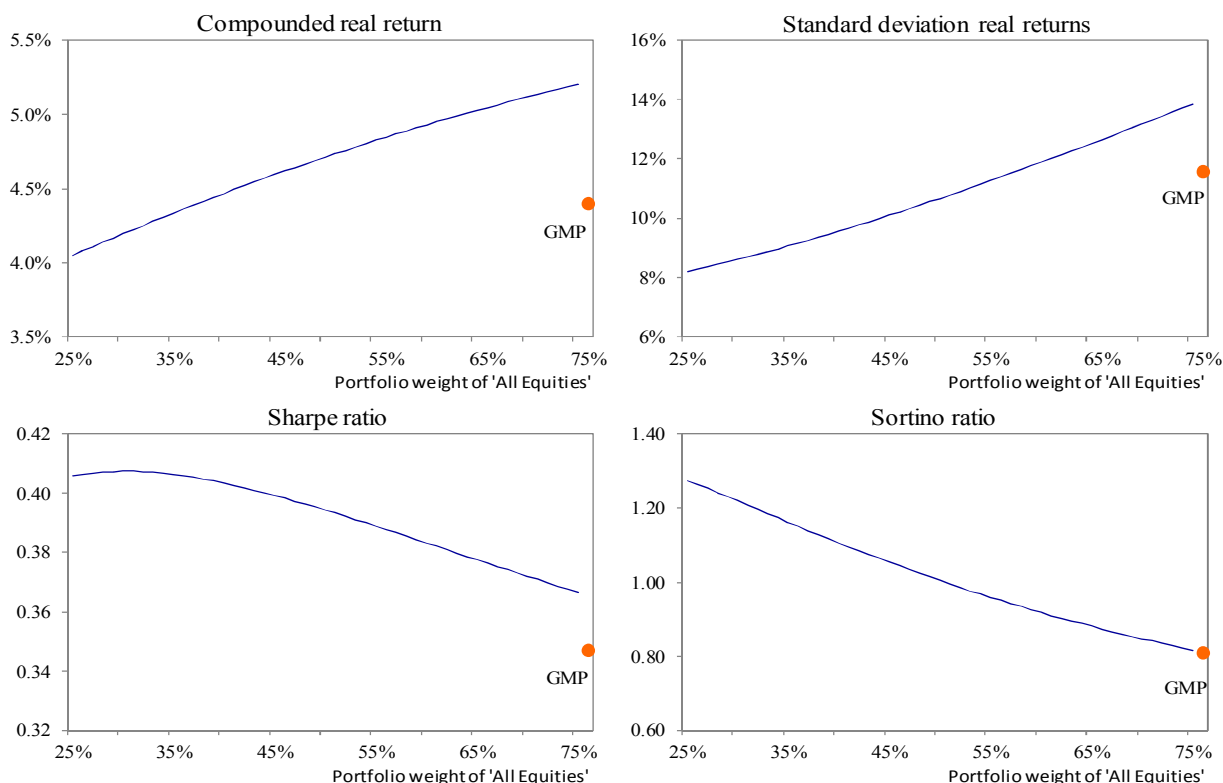 Compounded real return
5.5%
5.0%
4.5%
4.0%
3.5%
GMP
25% 35% 45% 55% 65% 75%
Portfolio weight of 'All Equities'
Standard deviation real returns
16%
14%
12%
10%
8%
6%
GMP
25% 35% 45% 55% 65% 75%
Portfolio weight of 'All Equities'
Sharpe ratio
0.42
0.40
0.38
0.36
0.34
0.32
GMP
25% 35% 45% 55% 65% 75%
Portfolio weight of 'All Equities'
Sortino ratio
1.40
1.20
1.00
0.80
0.60
GMP
25% 35% 45% 55% 65% 75%
Portfolio weight of 'All Equities'